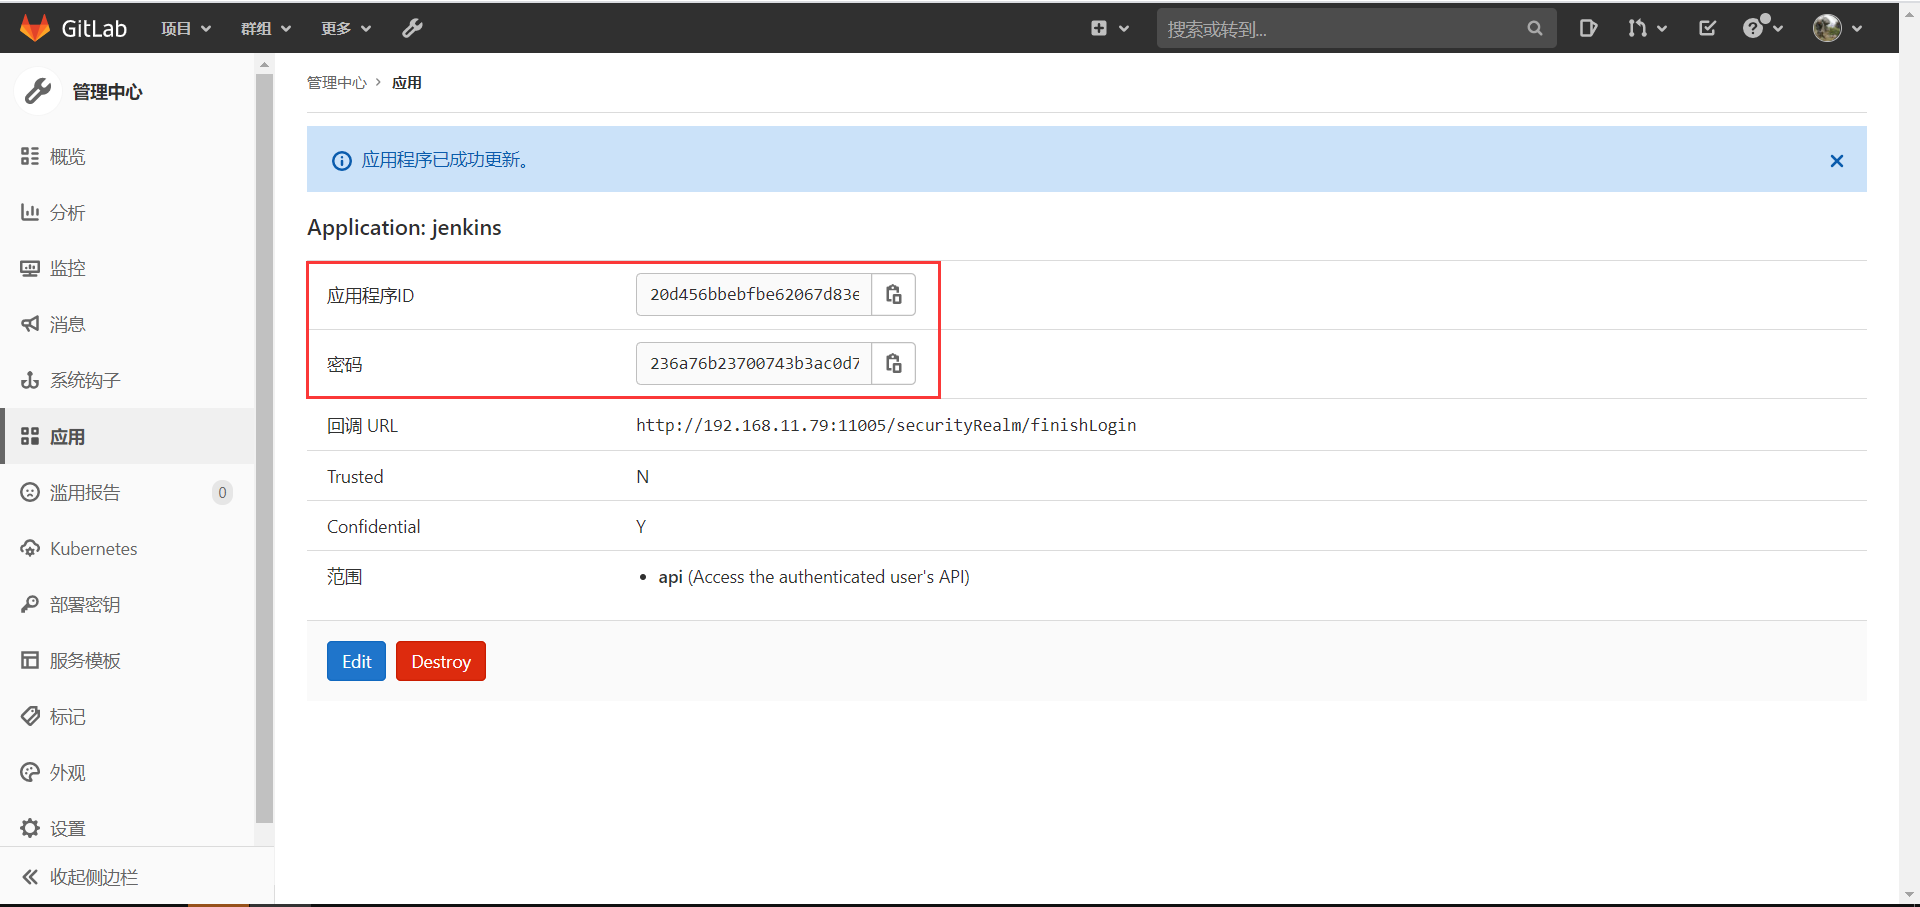 GitLab 项目 群组 更多 搜索或转到...
管理中心
概览
分析
监控
消息
系统钩子
应用
滥用报告 0
Kubernetes
部署密钥
服务模板
标记
外观
设置
收起侧边栏
管理中心 > 应用
应用程序已成功更新。
Application: jenkins
应用程序ID 20d456bbebfbe62067d83e
密码 236a76b23700743b3ac0d7
回调 URL http://192.168.11.79:11005/securityRealm/finishLogin
Trusted N
Confidential Y
范围 • api (Access the authenticated user's API)
Edit Destroy